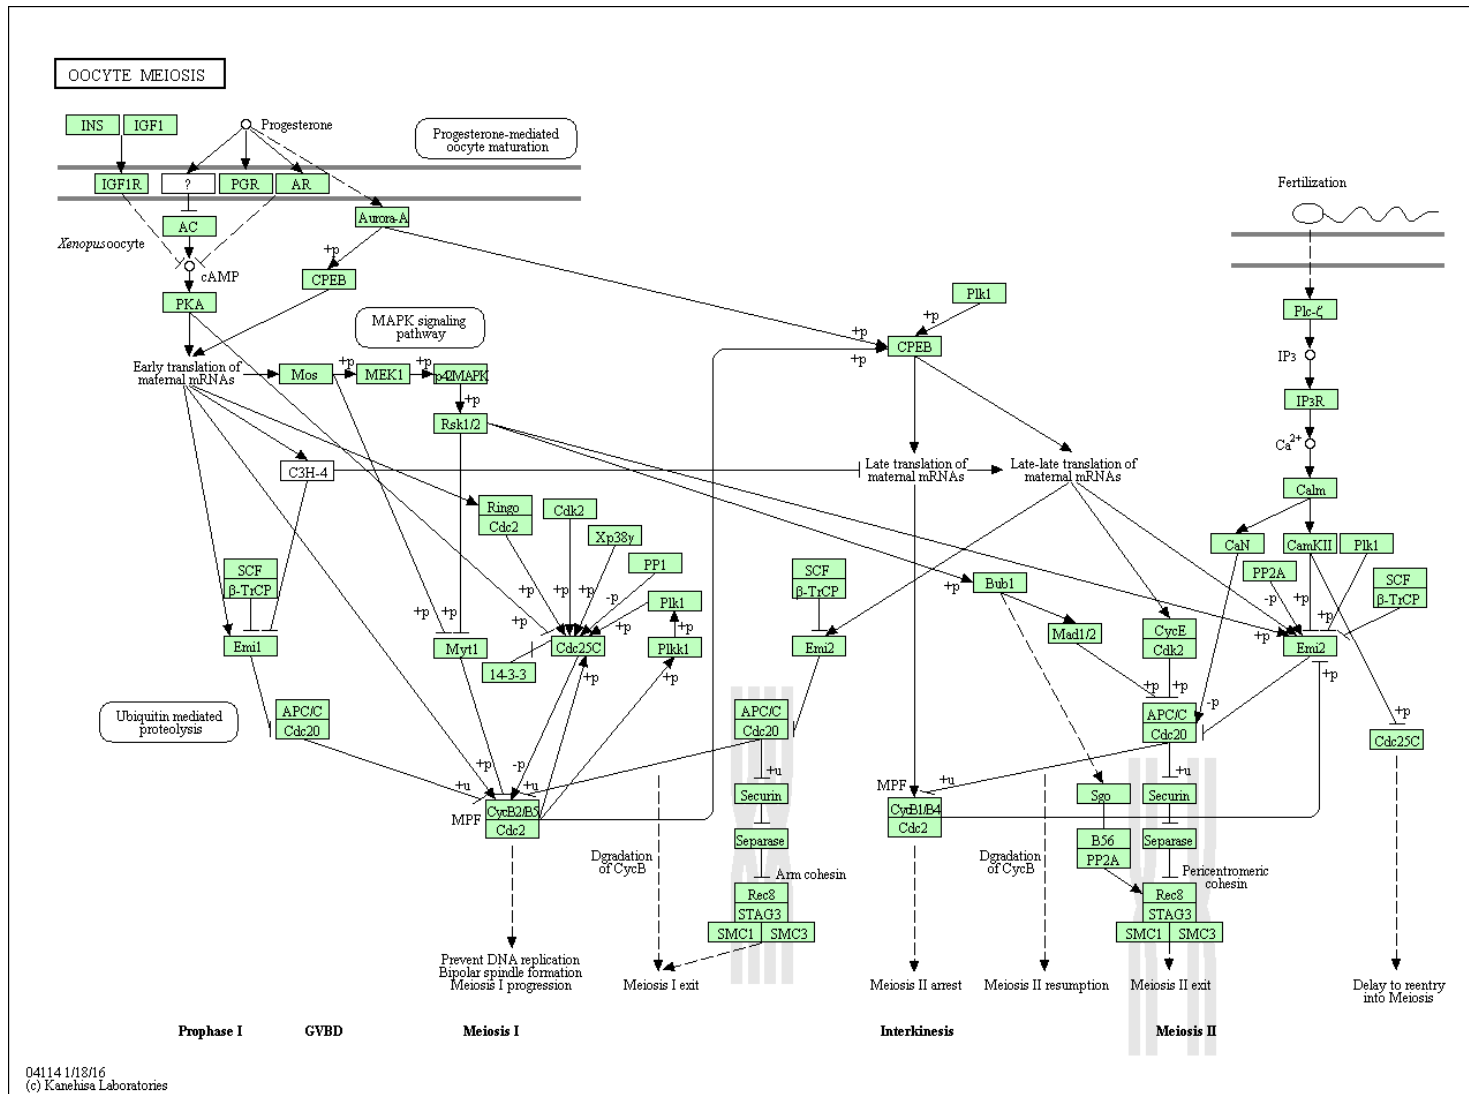 OOCYTE MEIOSIS
INS
IGF1
Progesterone
Progesterone-mediated
oocyte maturation
IGF1R
?
PGR
AR
Fertilization
AC
Aurora-A
Xenopus oocyte
+p
cAMP
CPEB
PKA
Plk1
Plc-ζ
MAPK signaling
pathway
+p
+p
+p
CPEB
IP3
Early translation of
maternal mRNAs
Mos
+p
MEK1
+p
p42MAPK
IP3R
+p
Rsk1/2
Ca2+
C3H-4
Late translation of
maternal mRNAs
Late-late translation of
maternal mRNAs
Calm
Ringo
Cdc2
Cdk2
Xp38γ
PP1
CaN
CamKII
Plk1
SCF
β-TrCP
SCF
β-TrCP
PP2A
SCF
β-TrCP
+p
Bub1
+p
+p
+p
+p
+p
+p
-p
+p
Plk1
-p
+p
+p
+p
Emi1
Myt1
Cdc25C
Plkk1
Emi2
Mad1/2
CycE
Cdk2
Emi2
14-3-3
+p
+p
+p
+p
+p
Ubiquitin mediated
proteolysis
APC/C
Cdc20
APC/C
Cdc20
APC/C
Cdc20
-p
+p
Cdc25C
+p
-p
+u
+u
+u
+u
+u
MPF
CycB2/B5
Cdc2
Securin
MPF
CycB1/B4
Cdc2
Sgo
Securin
Separase
B56
PP2A
Separase
Dgradation
of CycB
Arm cohesin
Dgradation
of CycB
Pericentromeric
cohesin
Rec8
STAG3
SMC1
SMC3
Rec8
STAG3
SMC1
SMC3
Prevent DNA replication
Bipolar spindle formation
Meiosis I progression
Meiosis I exit
Meiosis II arrest
Meiosis II resumption
Meiosis II exit
Delay to reentry
into Meiosis
Prophase I
GVBD
Meiosis I
Interkinesis
Meiosis II
04114 1/18/16
(c) Kanehisa Laboratories